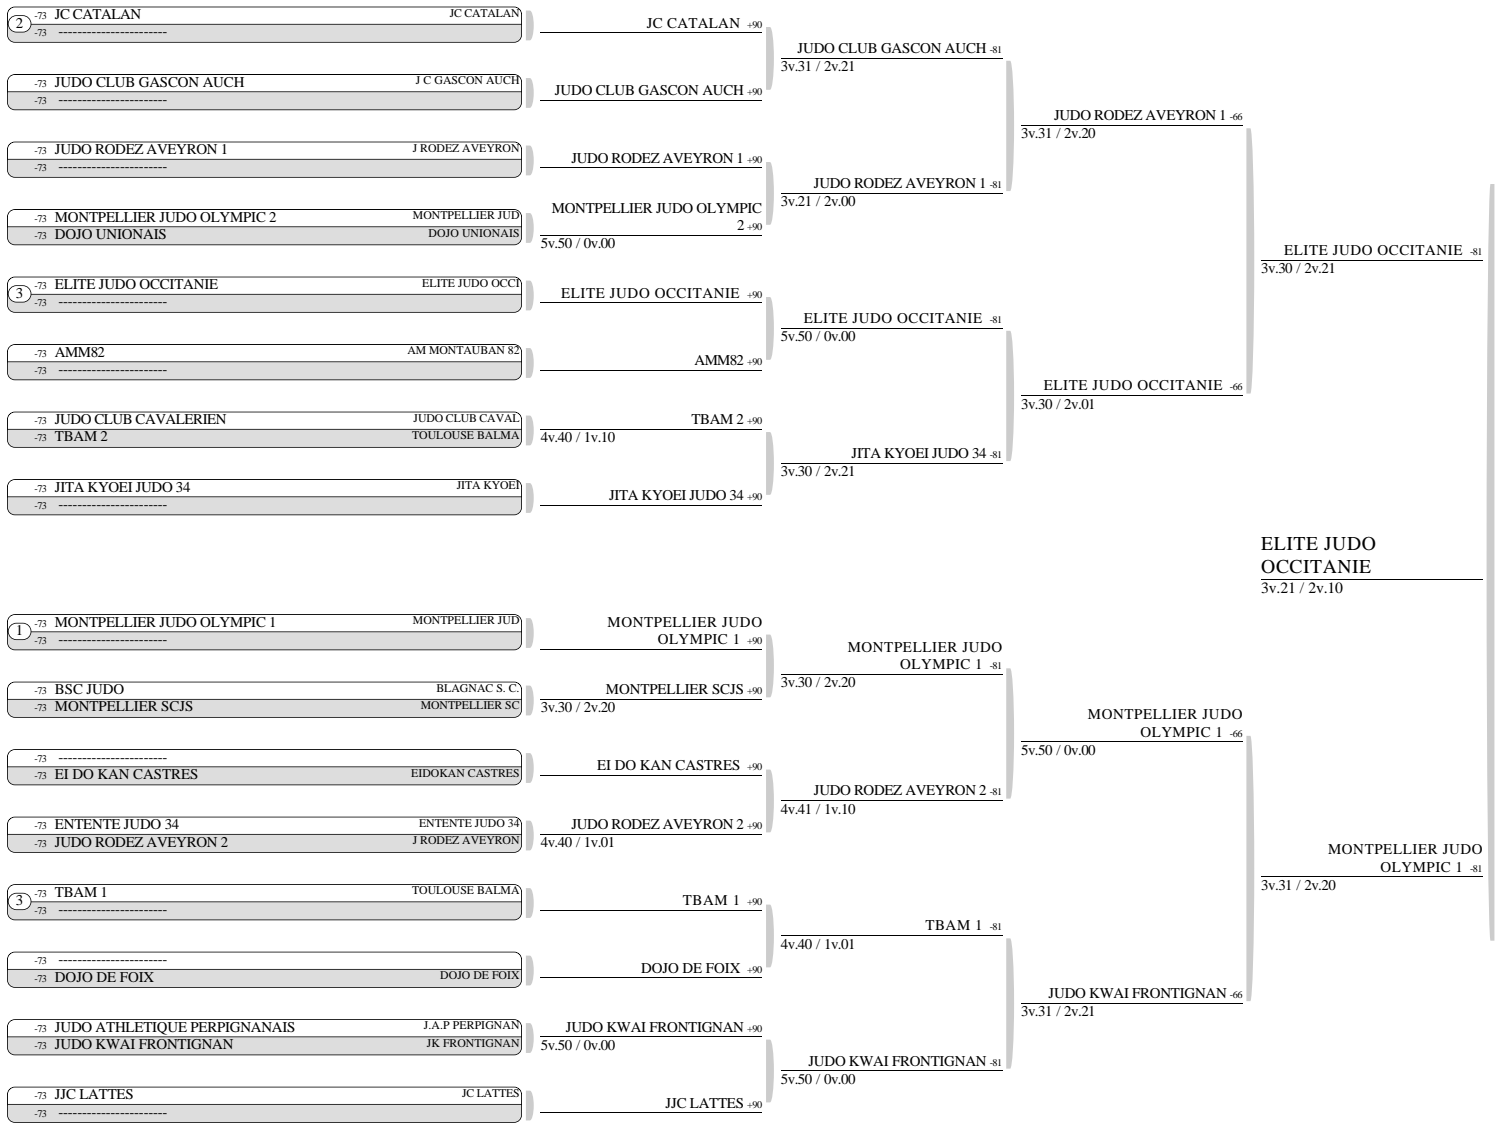 2
-73 JC CATALAN JC CATALAN
-73 -----------------------
-73 JUDO CLUB GASCON AUCH J C GASCON AUCH
-73 -----------------------
-73 JUDO RODEZ AVEYRON 1 J RODEZ AVEYRON
-73 -----------------------
-73 MONTPELLIER JUDO OLYMPIC 2 MONTPELLIER JUD
-73 DOJO UNIONAIS DOJO UNIONAIS
3
-73 ELITE JUDO OCCITANIE ELITE JUDO OCCI
-73 -----------------------
-73 AMM82 AM MONTAUBAN 82
-73 -----------------------
-73 JUDO CLUB CAVALERIEN JUDO CLUB CAVAL
-73 TBAM 2 TOULOUSE BALMA
-73 JITA KYOEI JUDO 34 JITA KYOEI
-73 -----------------------
1
-73 MONTPELLIER JUDO OLYMPIC 1 MONTPELLIER JUD
-73 -----------------------
-73 BSC JUDO BLAGNAC S. C.
-73 MONTPELLIER SCJS MONTPELLIER SC
-73 -----------------------
-73 EI DO KAN CASTRES EIDOKAN CASTRES
-73 ENTENTE JUDO 34 ENTENTE JUDO 34
-73 JUDO RODEZ AVEYRON 2 J RODEZ AVEYRON
3
-73 TBAM 1 TOULOUSE BALMA
-73 -----------------------
-73 -----------------------
-73 DOJO DE FOIX DOJO DE FOIX
-73 JUDO ATHLETIQUE PERPIGNANAIS J.A.P PERPIGNAN
-73 JUDO KWAI FRONTIGNAN JK FRONTIGNAN
-73 JJC LATTES JC LATTES
-73 -----------------------
JC CATALAN +90
JUDO CLUB GASCON AUCH +90
JUDO RODEZ AVEYRON 1 +90
MONTPELLIER JUDO OLYMPIC
2 +90
5v.50 / 0v.00
ELITE JUDO OCCITANIE +90
AMM82 +90
TBAM 2 +90
4v.40 / 1v.10
JITA KYOEI JUDO 34 +90
MONTPELLIER JUDO
OLYMPIC 1 +90
MONTPELLIER SCJS +90
3v.30 / 2v.20
EI DO KAN CASTRES +90
JUDO RODEZ AVEYRON 2 +90
4v.40 / 1v.01
TBAM 1 +90
DOJO DE FOIX +90
JUDO KWAI FRONTIGNAN +90
5v.50 / 0v.00
JJC LATTES +90
JUDO CLUB GASCON AUCH -81
3v.31 / 2v.21
JUDO RODEZ AVEYRON 1 -81
3v.21 / 2v.00
ELITE JUDO OCCITANIE -81
5v.50 / 0v.00
JITA KYOEI JUDO 34 -81
3v.30 / 2v.21
MONTPELLIER JUDO
OLYMPIC 1 -81
3v.30 / 2v.20
JUDO RODEZ AVEYRON 2 -81
4v.41 / 1v.10
TBAM 1 -81
4v.40 / 1v.01
JUDO KWAI FRONTIGNAN -81
5v.50 / 0v.00
JUDO RODEZ AVEYRON 1 -66
3v.31 / 2v.20
ELITE JUDO OCCITANIE -66
3v.30 / 2v.01
MONTPELLIER JUDO
OLYMPIC 1 -66
5v.50 / 0v.00
JUDO KWAI FRONTIGNAN -66
3v.31 / 2v.21
ELITE JUDO OCCITANIE -81
3v.30 / 2v.21
ELITE JUDO
OCCITANIE
3v.21 / 2v.10
MONTPELLIER JUDO
OLYMPIC 1 -81
3v.31 / 2v.20